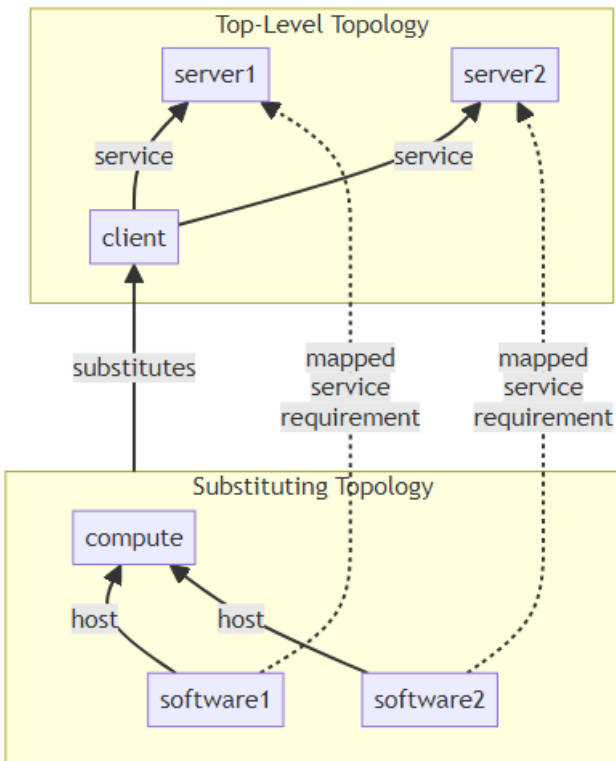 Top-Level Topology
server1
server2
service
service
client
substitutes
mapped
service
requirement
mapped
service
requirement
Substituting Topology
compute
host
host
software1
software2